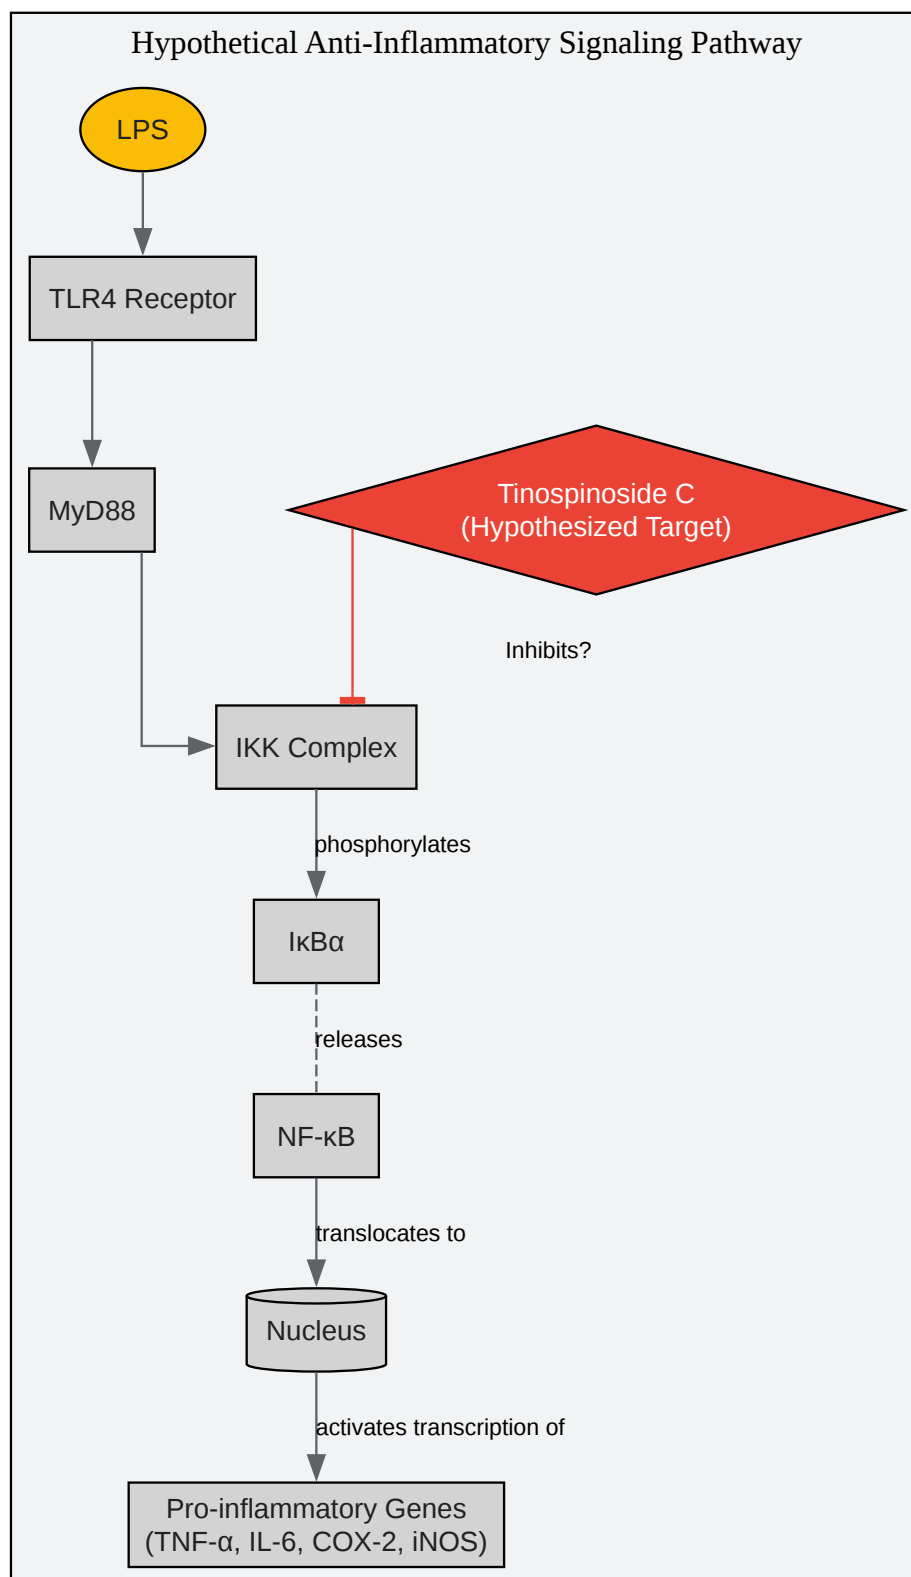 Hypothetical Anti-Inflammatory Signaling Pathway
LPS
TLR4 Receptor
MyD88
Tinospinoside C
(Hypothesized Target)
Inhibits?
IKK Complex
phosphorylates
IκBα
releases
NF-κB
translocates to
Nucleus
activates transcription of
Pro-inflammatory Genes
(TNF-α, IL-6, COX-2, iNOS)